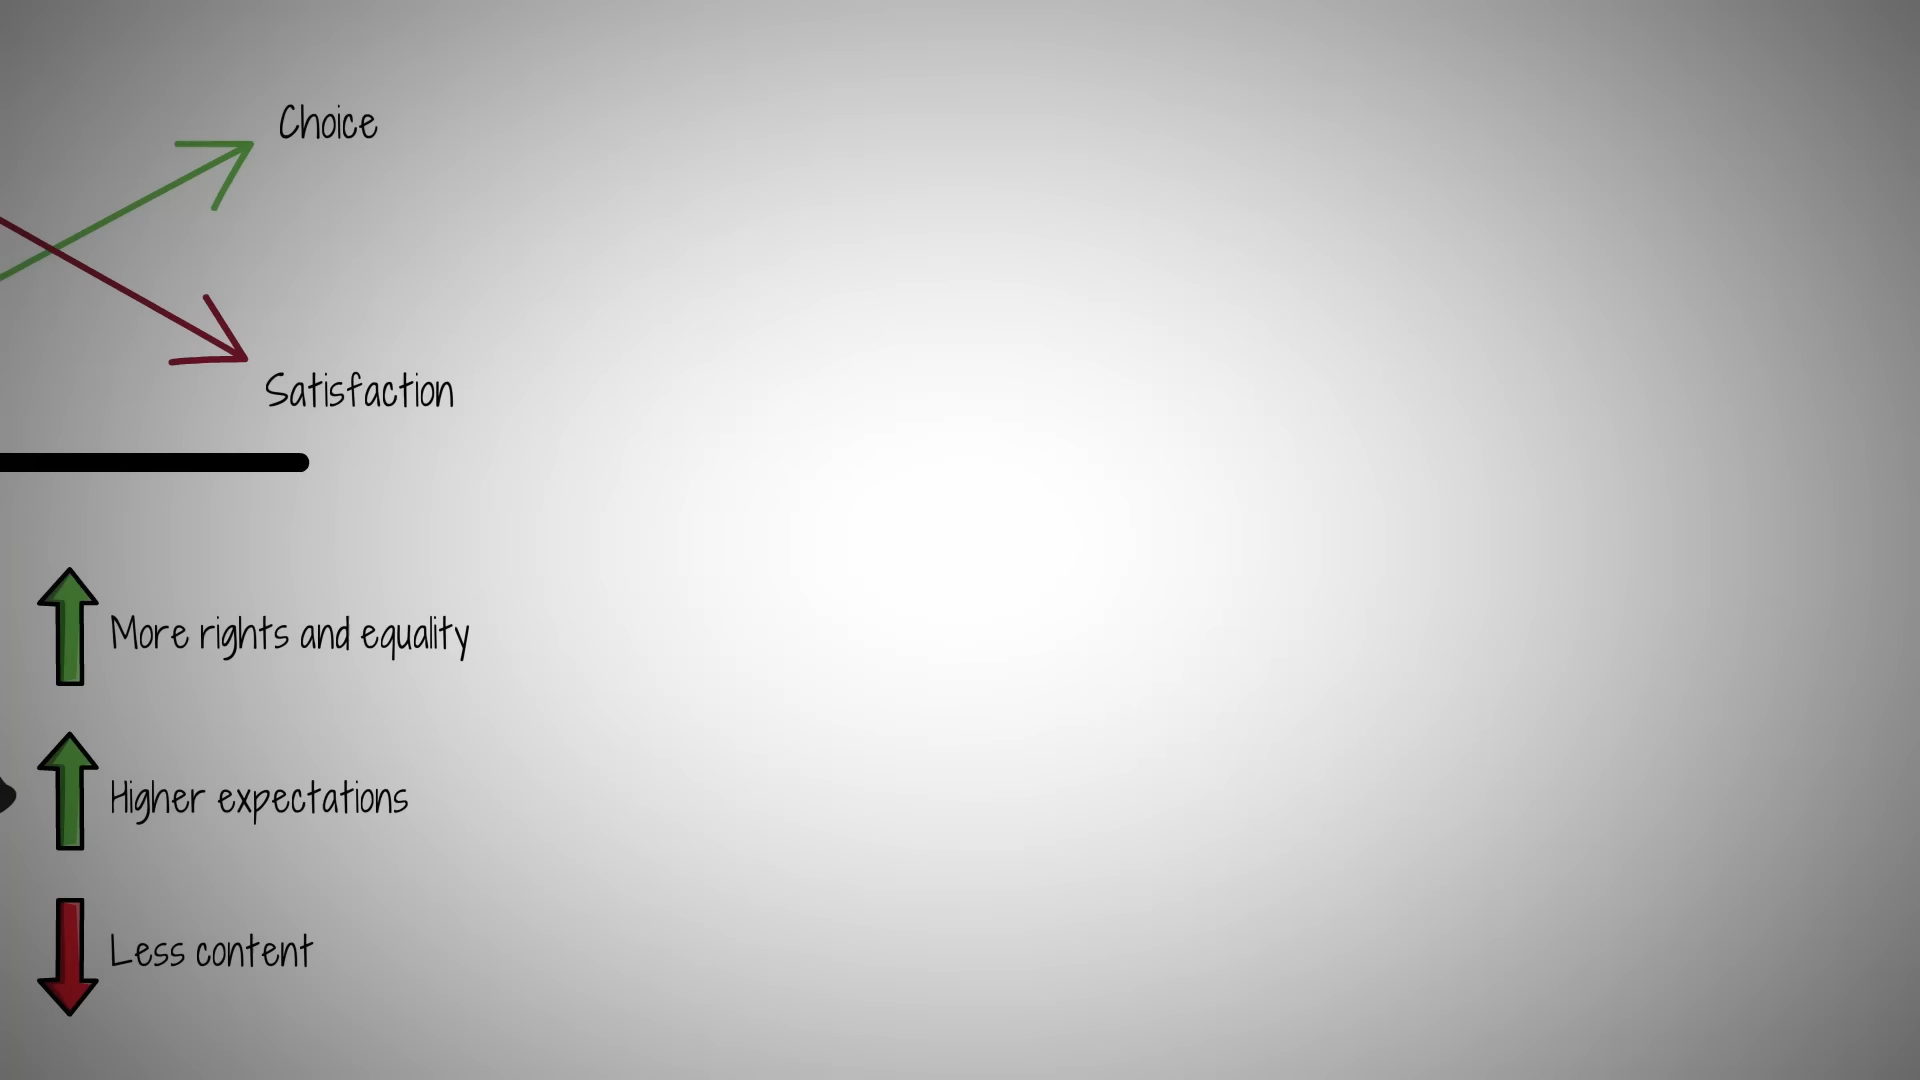 Choice
Satisfaction
More rights and equality
Higher expectations
Less content